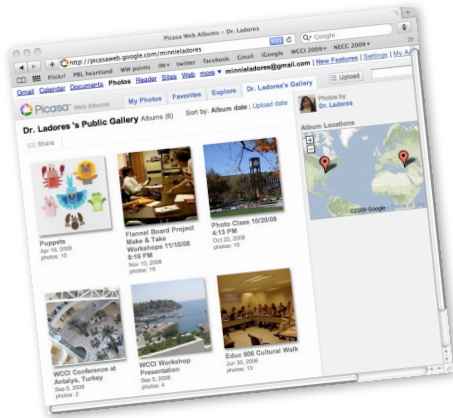 Picasa Web Albums - Dr. Ladores
http://picasaweb.google.com/minnieladores
Google
Flickr! PBL heartland WW points IM▾ twitter facebook Gmail iGoogle WCCI 2009▾ NECC 2009▾
Gmail Calendar Documents Photos Reader Sites Web more ▼ minnieladores@gmail.com | New Features | Settings | My Ac
Picasa™ Web Albums
My Photos Favorites Explore Dr. Ladores's Gallery
Upload
Dr. Ladores 's Public Gallery Albums (6)
Sort by: Album date | Upload date
Photos by
Dr. Ladores
Share
Album Locations
Puppets
Apr 16, 2009
photos: 10
Flannel Board Project
Make & Take
Workshops 11/10/08
8:19 PM
Nov 10, 2008
photos: 18
Photo Class 10/20/08
4:13 PM
Oct 22, 2008
photos: 15
©2009 Google - Terms of Use
WCCI Conference at
Antalya, Turkey
Sep 5, 2008
photos: 2
WCCI Workshop
Presentation
Sep 5, 2008
photos: 4
Educ 606 Cultural Walk
Jun 30, 2008
photos: 13